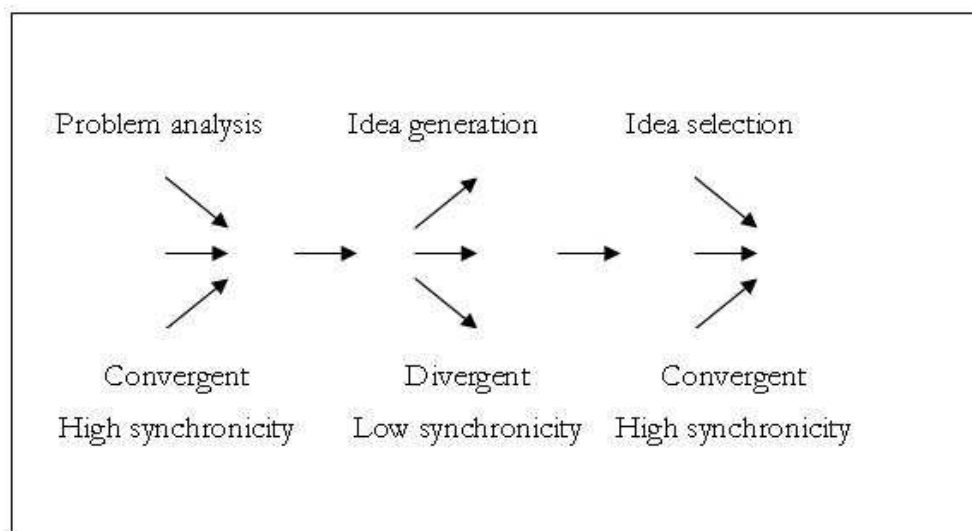 Problem analysis
Idea generation
Idea selection
Convergent
Divergent
Convergent
High synchronicity
Low synchronicity
High synchronicity